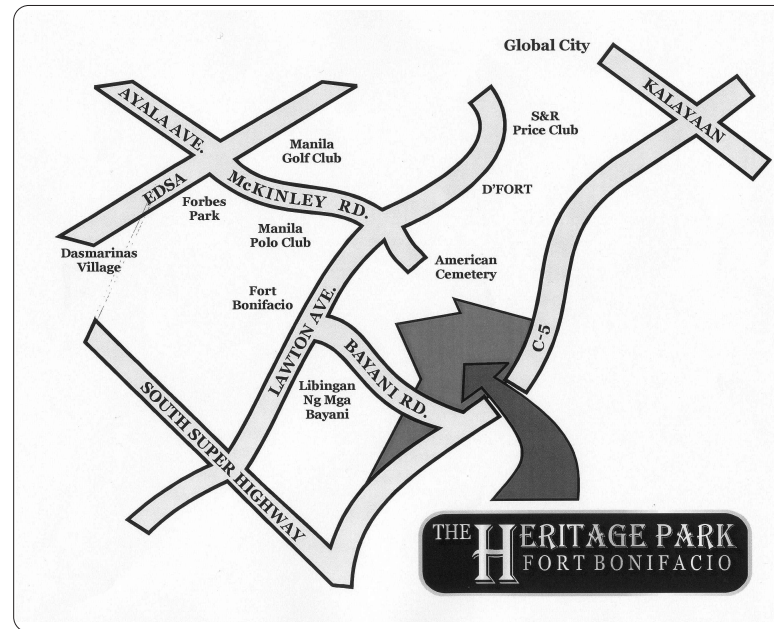 Global City
KALAYAAN
AYALA AVE.
S&R
Price Club
Manila
Golf Club
EDSA
McKINLEY RD.
D'FORT
Forbes
Park
Manila
Polo Club
Dasmarinas
Village
American
Cemetery
Fort
Bonifacio
LAWTON AVE.
C-5
BAYANI RD.
Libingan
Ng Mga
Bayani
SOUTH SUPER HIGHWAY
THE HERITAGE PARK
FORT BONIFACIO